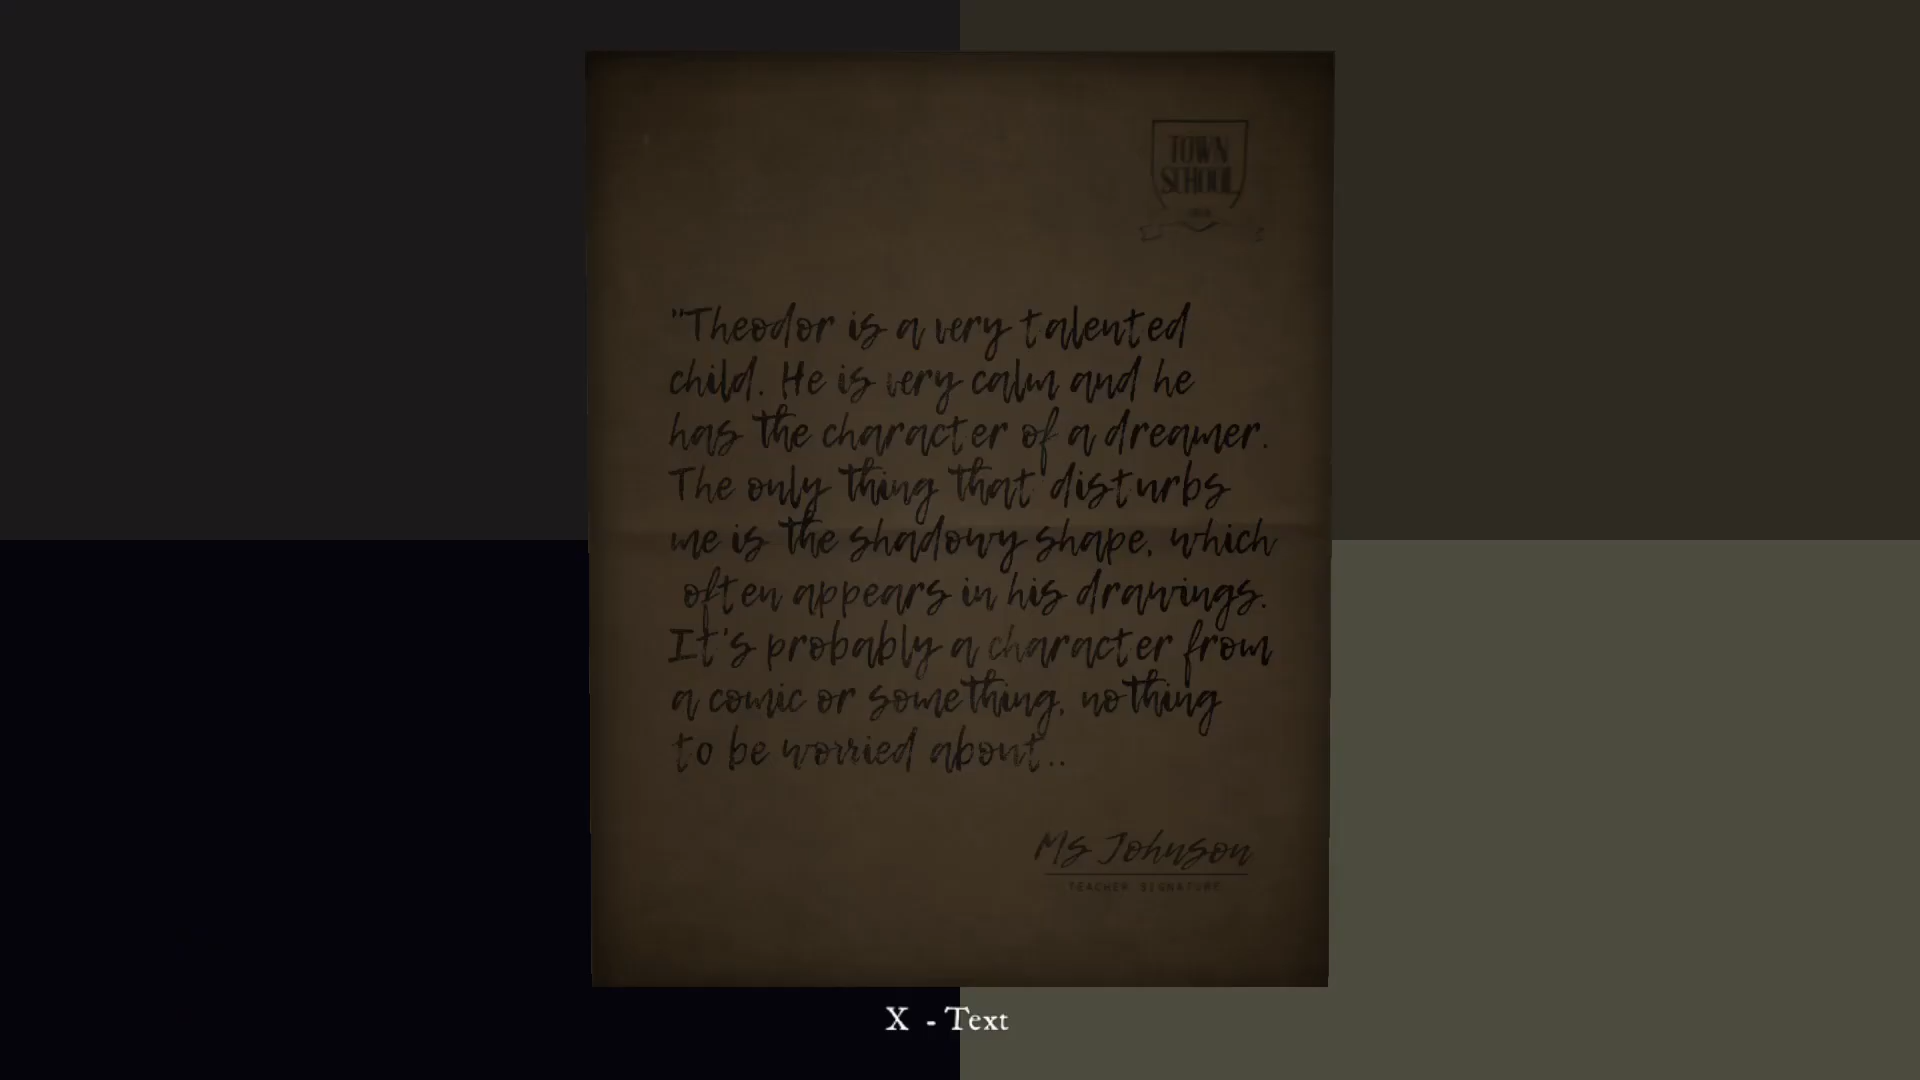 TOWN
SCHOOL
"Theodor is a very talented
child. He is very calm and he
has the character of a dreamer.
The only thing that disturbs
me is the shadowy shape, which
often appears in his drawings.
It's probably a character from
a comic or something, nothing
to be worried about..
Ms Johnson
TEACHER SIGNATURE
X - Text